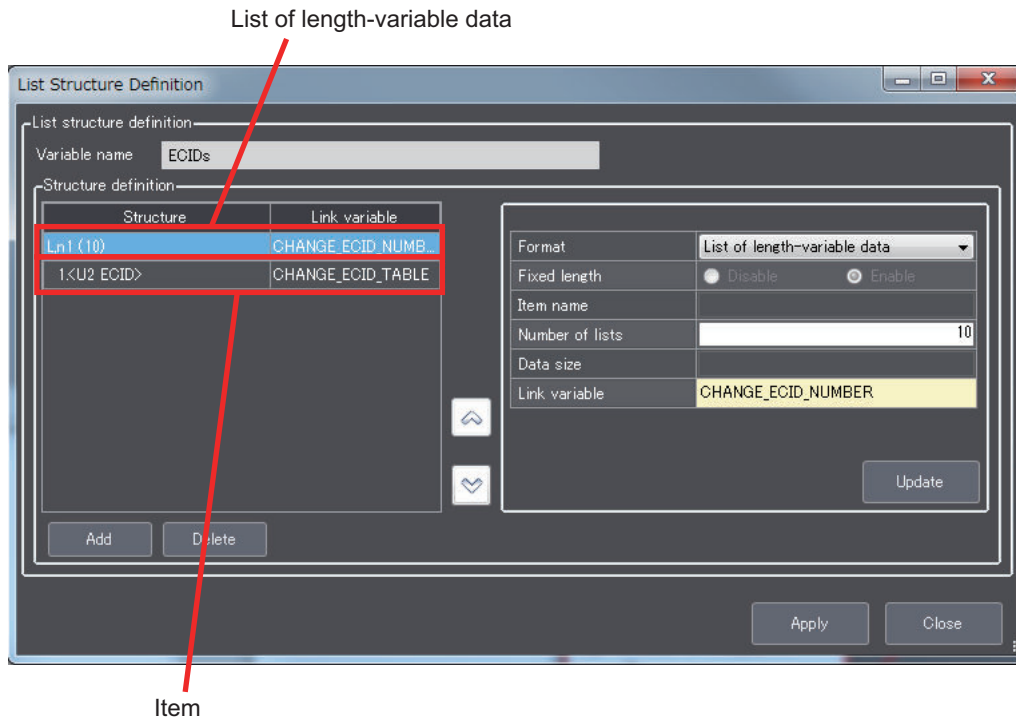 List of length-variable data
List Structure Definition
List structure definition
Variable name ECIDs
Structure definition
Structure Link variable
Ln1 (10) CHANGE_ECID_NUMB...
1.<U2 ECID> CHANGE_ECID_TABLE
Format List of length-variable data
Fixed length Disable Enable
Item name
Number of lists 10
Data size
Link variable CHANGE_ECID_NUMBER
Update
Add Delete
Apply Close
Item